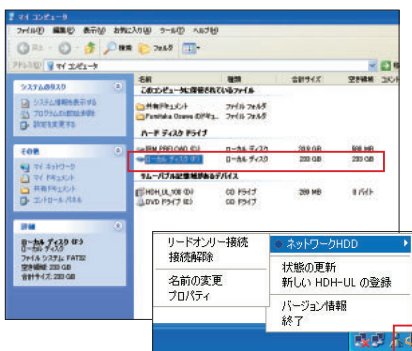 マイ コンピュータ
ファイル(F) 編集(E) 表示(V) お気に入り(A) ツール(T) ヘルプ(H)
戻る 検索 フォルダ
アドレス(D) マイ コンピュータ
システムのタスク
システム情報を表示する
プログラムの追加と削除
設定を変更する
その他
マイ ネットワーク
マイ ドキュメント
共有ドキュメント
コントロール パネル
詳細
ローカル ディスク (F:)
ローカル ディスク
ファイル システム: FAT32
空き領域: 233 GB
合計サイズ: 233 GB
名前 種類 合計サイズ 空き領域
このコンピュータに保管されているファイル
共有ドキュメント ファイル フォルダ
ファイル フォルダ
ハード ディスク ドライブ
IBM_PRELOAD (C:) ローカル ディスク
ローカル ディスク (F:) ローカル ディスク 233 GB 233 GB
リムーバブル記憶域があるデバイス
HDH_UL_100 (D:) CD ドライブ 0 バイト
DVD ドライブ (E:) CD ドライブ
リードオンリー接続
接続解除
名前の変更
プロパティ
ネットワークHDD
状態の更新
新しい HDH-UL の登録
バージョン情報
終了